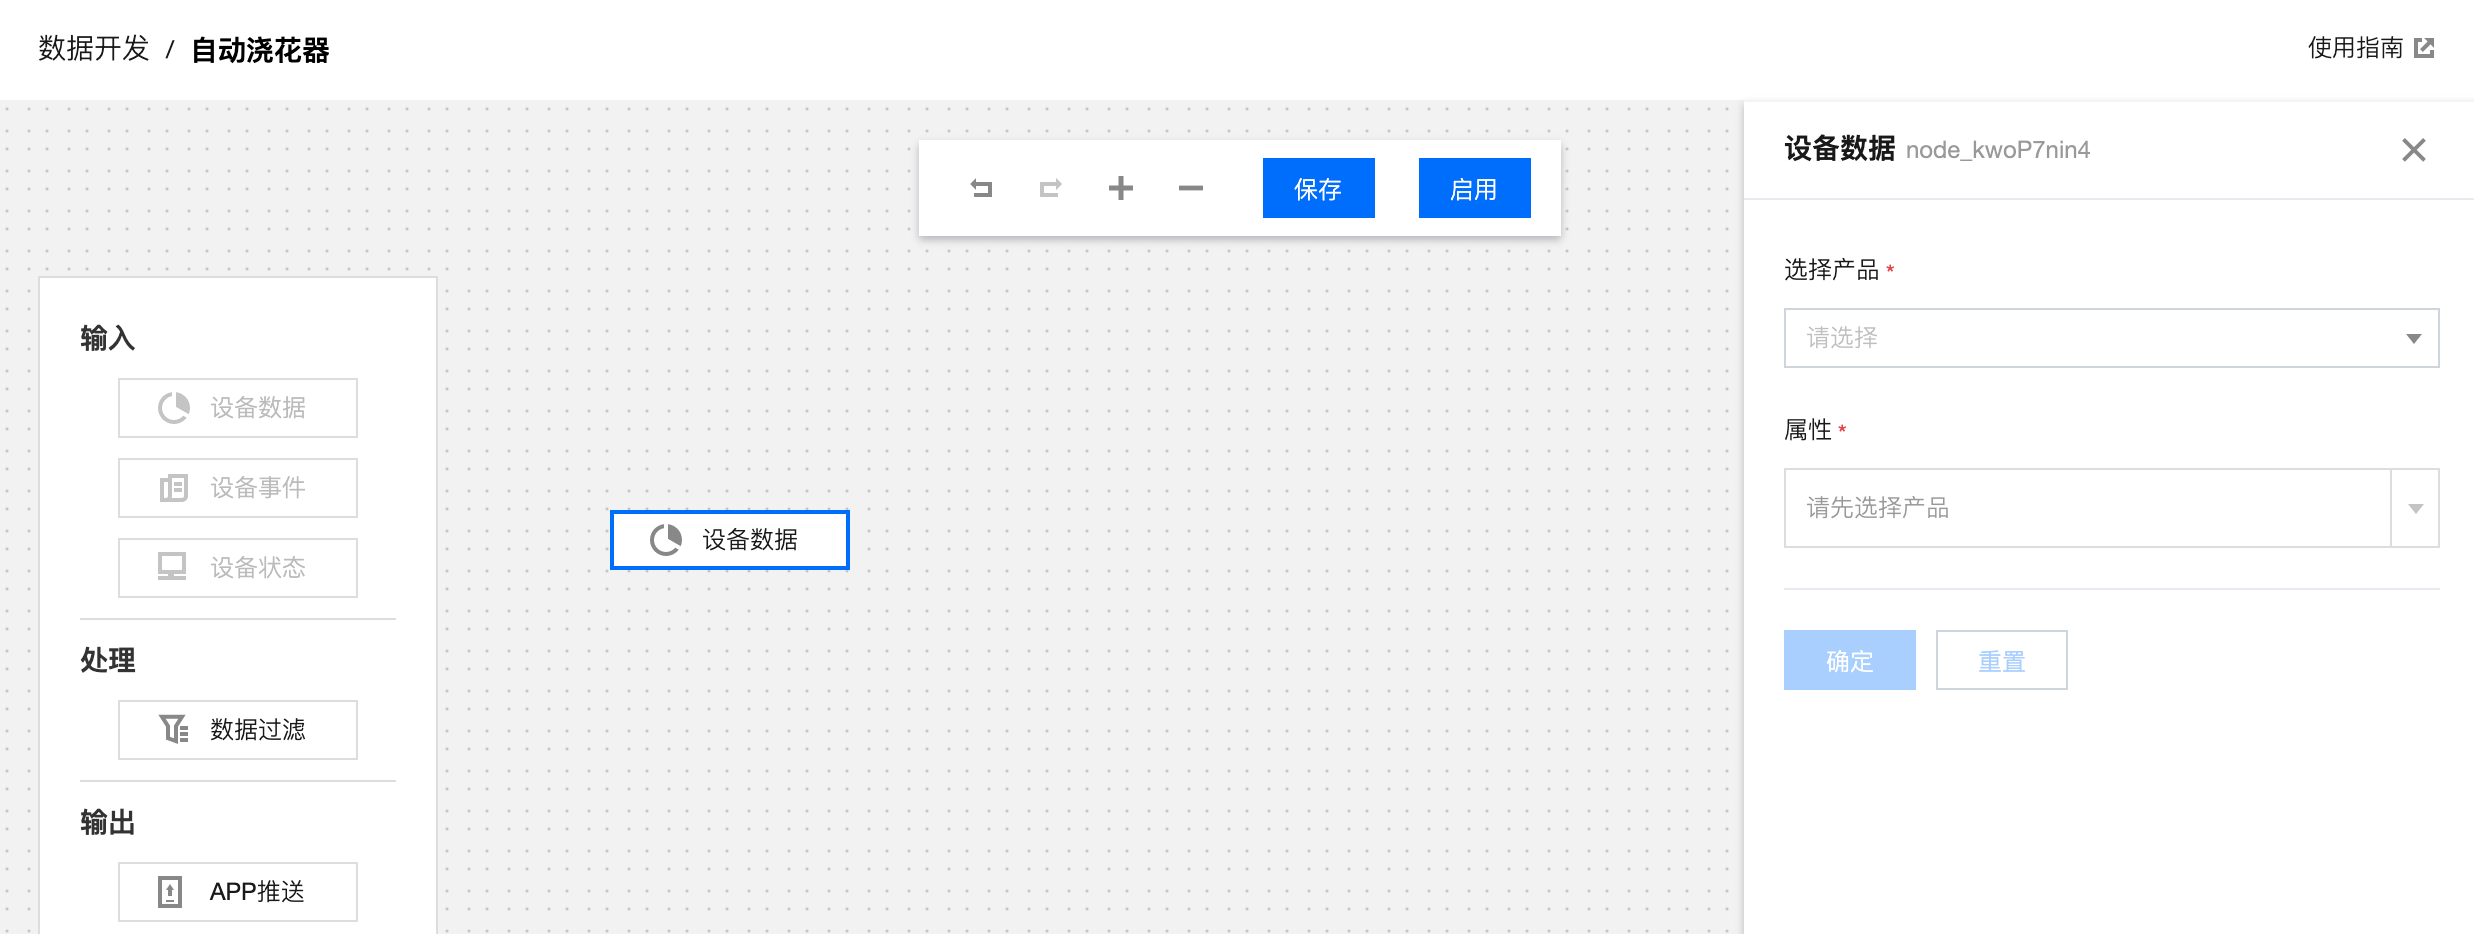 数据开发 / 自动浇花器
使用指南
保存
启用
输入
设备数据
设备事件
设备状态
处理
数据过滤
输出
APP推送
设备数据
设备数据 node_kwoP7nin4
选择产品 *
请选择
属性 *
请先选择产品
确定
重置